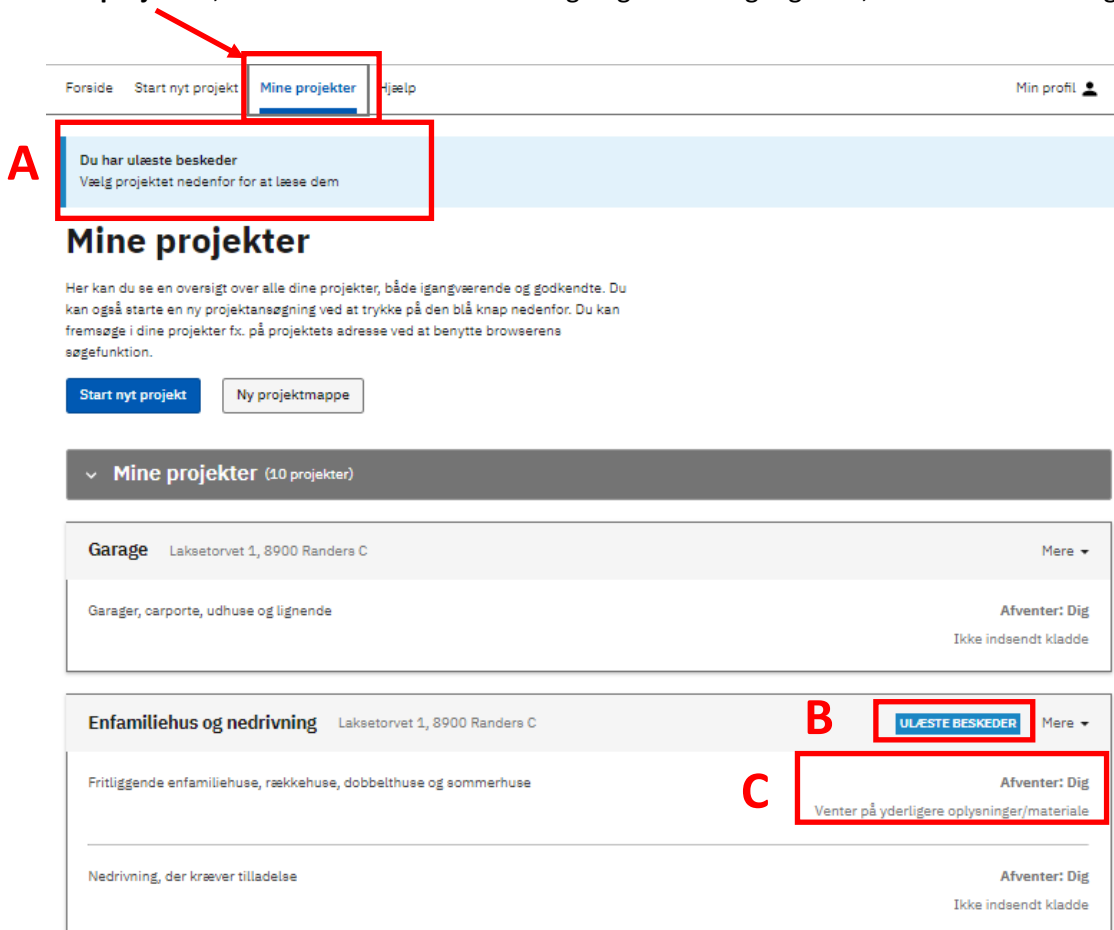 Forside Start nyt projekt Mine projekter Hjælp Min profil
A
Du har ulæste beskeder
Vælg projektet nedenfor for at læse dem
Mine projekter
Her kan du se en oversigt over alle dine projekter, både igangværende og godkendte. Du
kan også starte en ny projektansøgning ved at trykke på den blå knap nedenfor. Du kan
fremsøge i dine projekter fx. på projektets adresse ved at benytte browserens
søgefunktion.
Start nyt projekt Ny projektmappe
Mine projekter (10 projekter)
Garage Laksetorvet 1, 8900 Randers C Mere
Garager, carporte, udhuse og lignende Afventer: Dig
Ikke indsendt kladde
Enfamiliehus og nedrivning Laksetorvet 1, 8900 Randers C B ULÆSTE BESKEDER Mere
Fritliggende enfamiliehuse, rækkehuse, dobbelthuse og sommerhuse C Afventer: Dig
Venter på yderligere oplysninger/materiale
Nedrivning, der kræver tilladelse Afventer: Dig
Ikke indsendt kladde